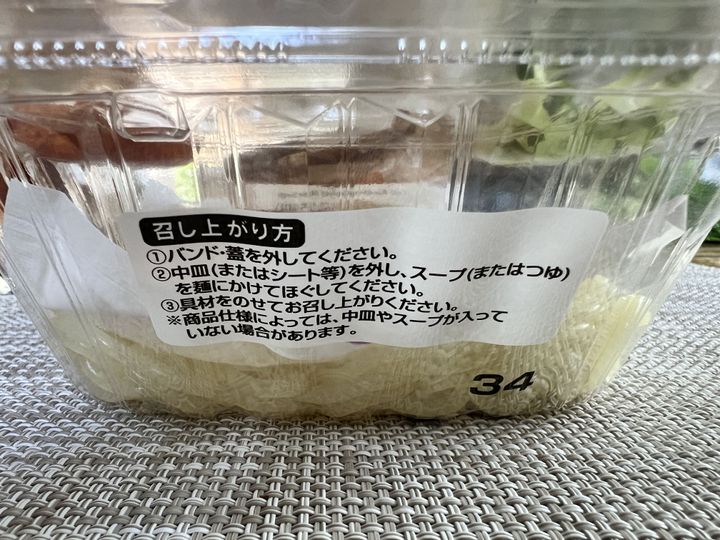 召し上がり方
①バンド・蓋を外してください。
②中皿(またはシート等)を外し、スープ(またはつゆ)
を麺にかけてほぐしてください。
③具材をのせてお召し上がりください。
※商品仕様によっては、中皿やスープが入って
いない場合があります。
34